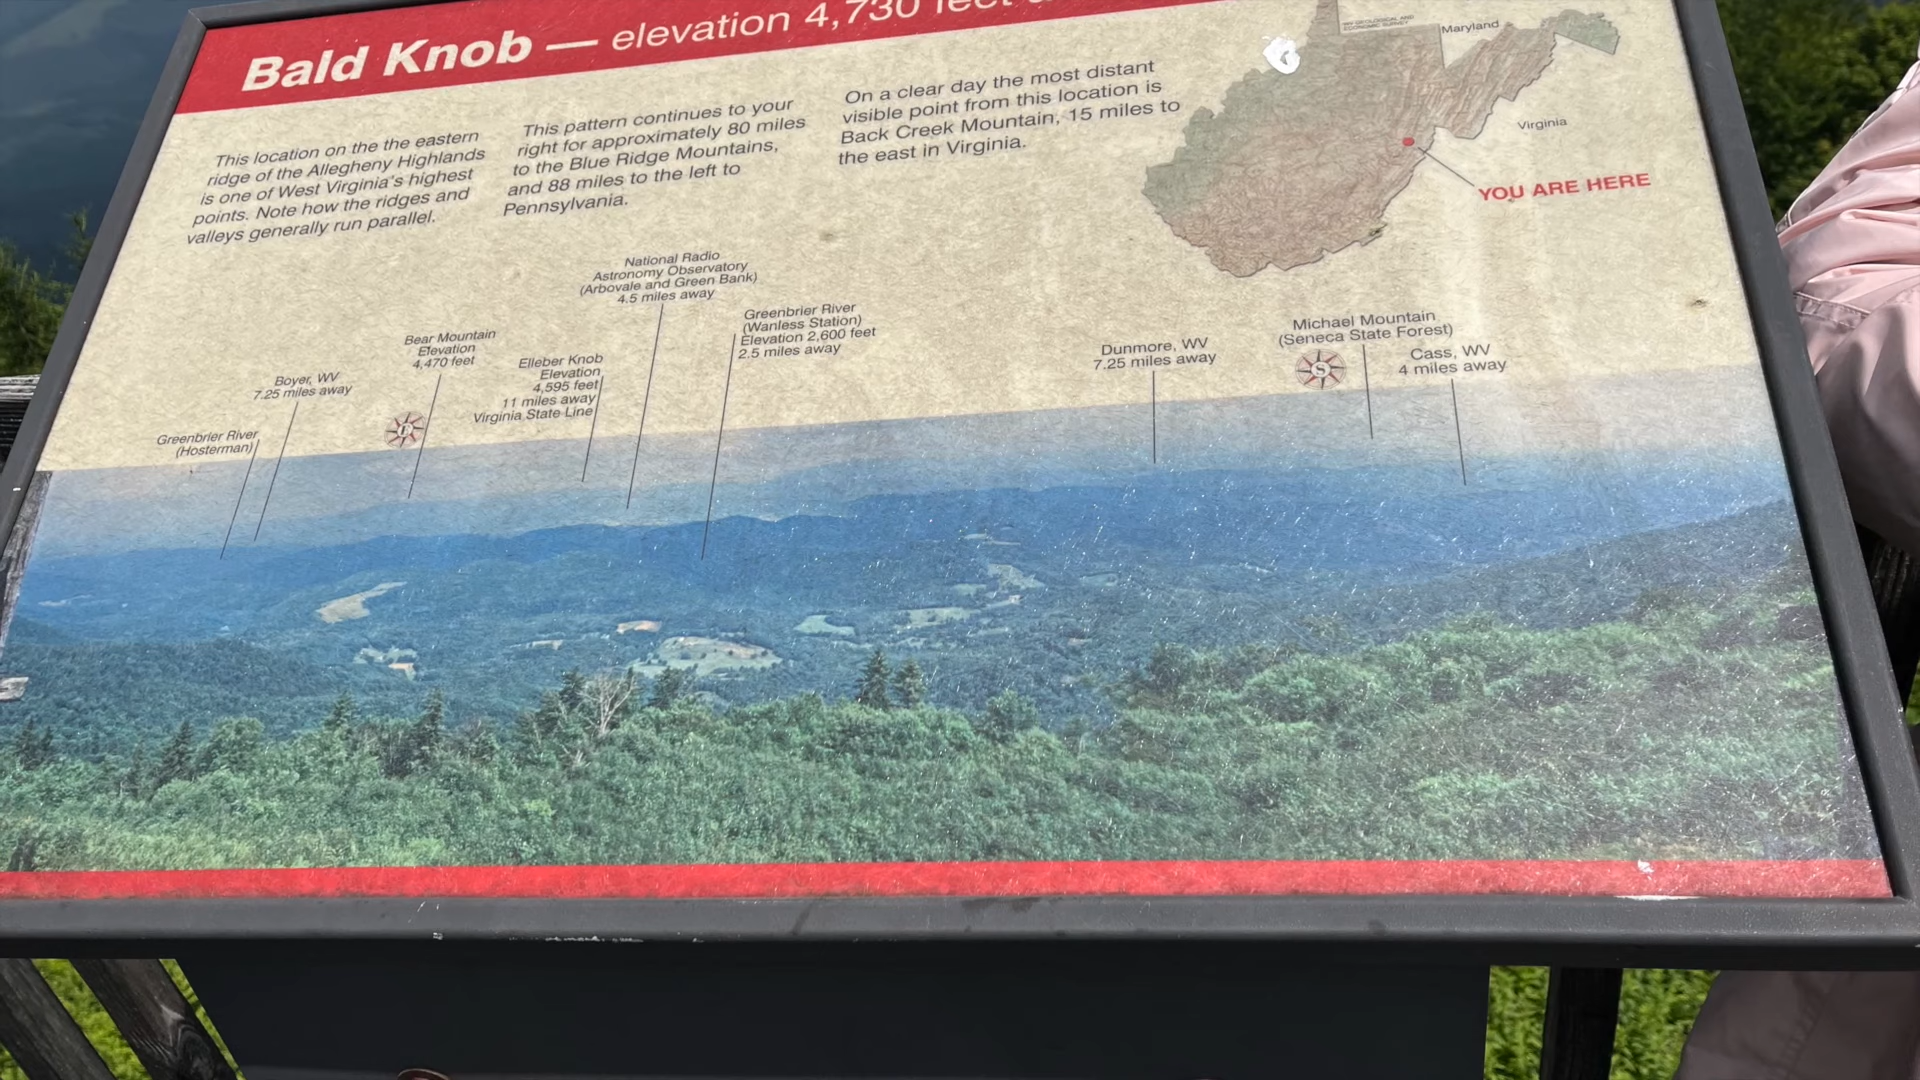 Bald Knob — elevation 4,730 feet
This location on the the eastern
ridge of the Allegheny Highlands
is one of West Virginia's highest
points. Note how the ridges and
valleys generally run parallel.
This pattern continues to your
right for approximately 80 miles
to the Blue Ridge Mountains,
and 88 miles to the left to
Pennsylvania.
On a clear day the most distant
visible point from this location is
Back Creek Mountain, 15 miles to
the east in Virginia.
WV GEOLOGICAL AND
ECONOMIC SURVEY
Maryland
Virginia
YOU ARE HERE
Greenbrier River
(Hosterman)
Boyer, WV
7.25 miles away
E
Bear Mountain
Elevation
4,470 feet
Elleber Knob
Elevation
4,595 feet
11 miles away
Virginia State Line
National Radio
Astronomy Observatory
(Arbovale and Green Bank)
4.5 miles away
Greenbrier River
(Wanless Station)
Elevation 2,600 feet
2.5 miles away
Dunmore, WV
7.25 miles away
Michael Mountain
(Seneca State Forest)
S
Cass, WV
4 miles away